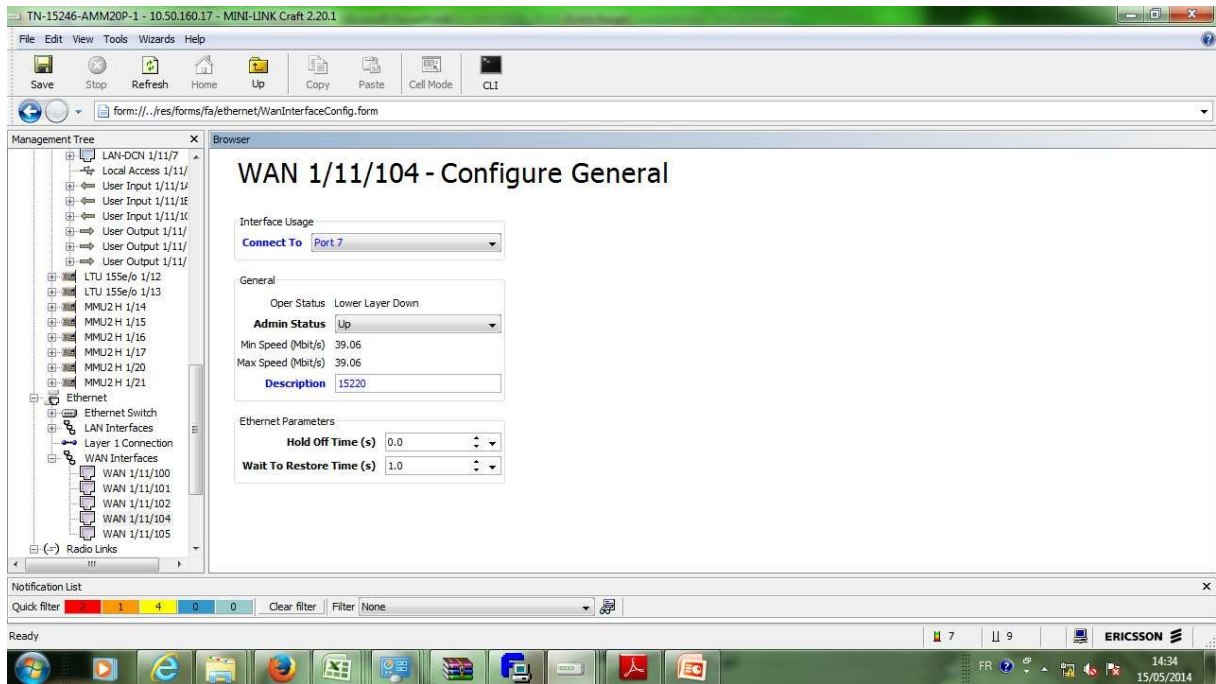 TN-15246-AMM20P-1 - 10.50.160.17 - MINI-LINK Craft 2.20.1
File Edit View Tools Wizards Help
Save Stop Refresh Home Up Copy Paste Cell Mode CLI
form://../res/forms/fa/ethernet/WanInterfaceConfig.form
Management Tree
Browser
LAN-DCN 1/11/7
Local Access 1/11/
User Input 1/11/1A
User Input 1/11/1B
User Input 1/11/1C
User Output 1/11/
User Output 1/11/
User Output 1/11/
LTU 155e/o 1/12
LTU 155e/o 1/13
MMU2 H 1/14
MMU2 H 1/15
MMU2 H 1/16
MMU2 H 1/17
MMU2 H 1/20
MMU2 H 1/21
Ethernet
Ethernet Switch
LAN Interfaces
Layer 1 Connection
WAN Interfaces
WAN 1/11/100
WAN 1/11/101
WAN 1/11/102
WAN 1/11/104
WAN 1/11/105
Radio Links
WAN 1/11/104 - Configure General
Interface Usage
Connect To Port 7
General
Oper Status Lower Layer Down
Admin Status Up
Min Speed (Mbit/s) 39.06
Max Speed (Mbit/s) 39.06
Description 15220
Ethernet Parameters
Hold Off Time (s) 0.0
Wait To Restore Time (s) 1.0
Notification List
Quick filter 2 1 4 0 0 Clear filter Filter None
Ready
7 9 ERICSSON
FR 14:34
15/05/2014